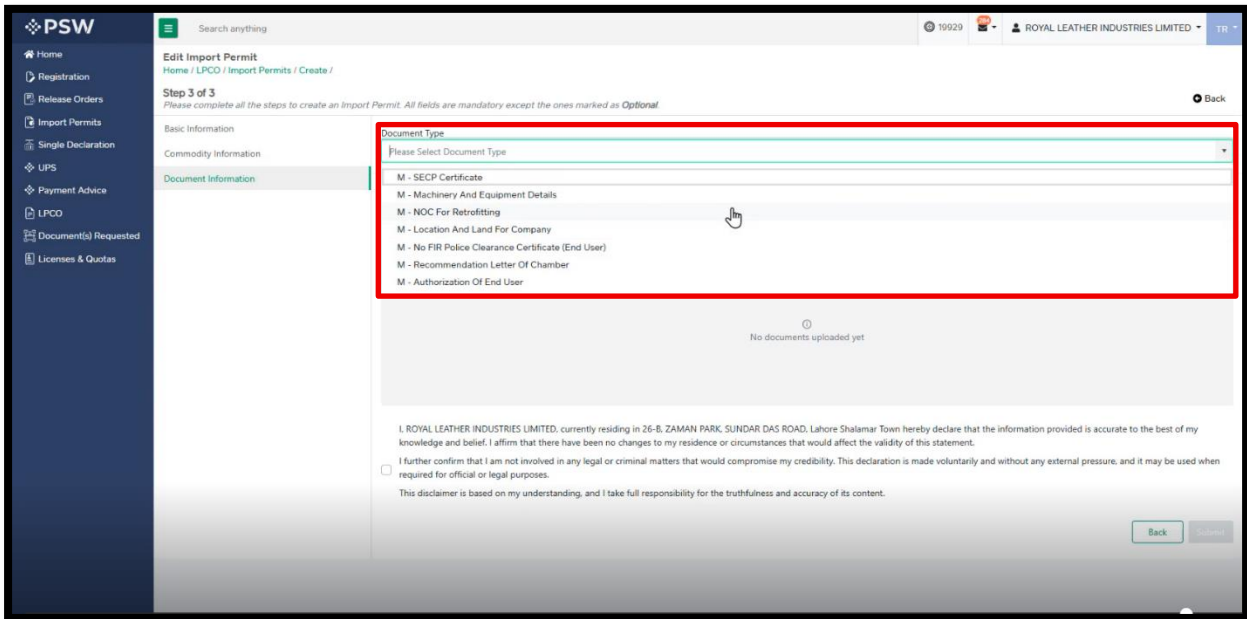 PSW
Search anything
19929
ROYAL LEATHER INDUSTRIES LIMITED
TR
Home
Registration
Release Orders
Import Permits
Single Declaration
UPS
Payment Advice
LPCO
Document(s) Requested
Licenses & Quotas
Edit Import Permit
Home / LPCO / Import Permits / Create /
Step 3 of 3
Please complete all the steps to create an Import Permit. All fields are mandatory except the ones marked as Optional.
Back
Basic Information
Commodity Information
Document Information
Document Type
Please Select Document Type
M - SECP Certificate
M - Machinery And Equipment Details
M - NOC For Retrofitting
M - Location And Land For Company
M - No FIR Police Clearance Certificate (End User)
M - Recommendation Letter Of Chamber
M - Authorization Of End User
No documents uploaded yet
I, ROYAL LEATHER INDUSTRIES LIMITED, currently residing in 26-B, ZAMAN PARK, SUNDAR DAS ROAD, Lahore Shalamar Town hereby declare that the information provided is accurate to the best of my
knowledge and belief. I affirm that there have been no changes to my residence or circumstances that would affect the validity of this statement.
I further confirm that I am not involved in any legal or criminal matters that would compromise my credibility. This declaration is made voluntarily and without any external pressure, and it may be used when
required for official or legal purposes.
This disclaimer is based on my understanding, and I take full responsibility for the truthfulness and accuracy of its content.
Back
Submit